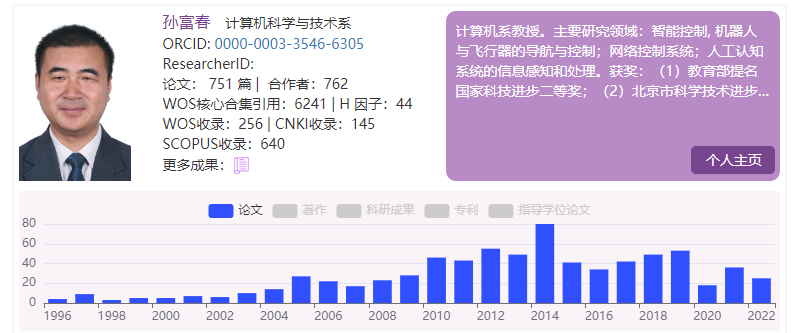 孙富春 计算机科学与技术系
ORCID: 0000-0003-3546-6305
ResearcherID:
论文： 751 篇 | 合作者：762
WOS核心合集引用：6241 | H 因子：44
WOS收录：256 | CNKI收录：145
SCOPUS收录：640
更多成果：
计算机系教授。主要研究领域：智能控制, 机器人
与飞行器的导航与控制；网络控制系统；人工认知
系统的信息感知和处理。获奖：（1）教育部提名
国家科技进步二等奖；（2）北京市科学技术进步...
个人主页
论文 著作 科研成果 专利 指导学位论文
80
60
40
20
0
1996 1998 2000 2002 2004 2006 2008 2010 2012 2014 2016 2018 2020 2022